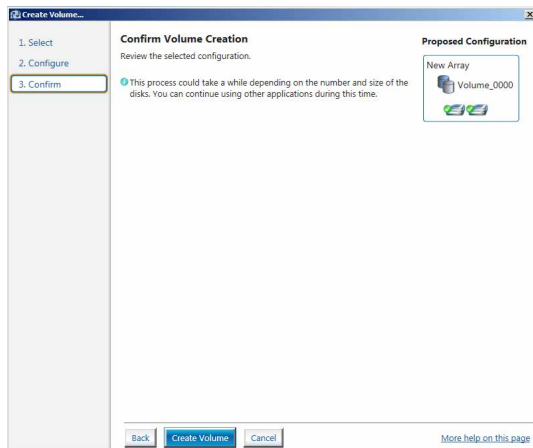 Create Volume...
1. Select
2. Configure
3. Confirm
Confirm Volume Creation
Review the selected configuration.
This process could take a while depending on the number and size of the
disks. You can continue using other applications during this time.
Proposed Configuration
New Array
Volume_0000
Back
Create Volume
Cancel
More help on this page